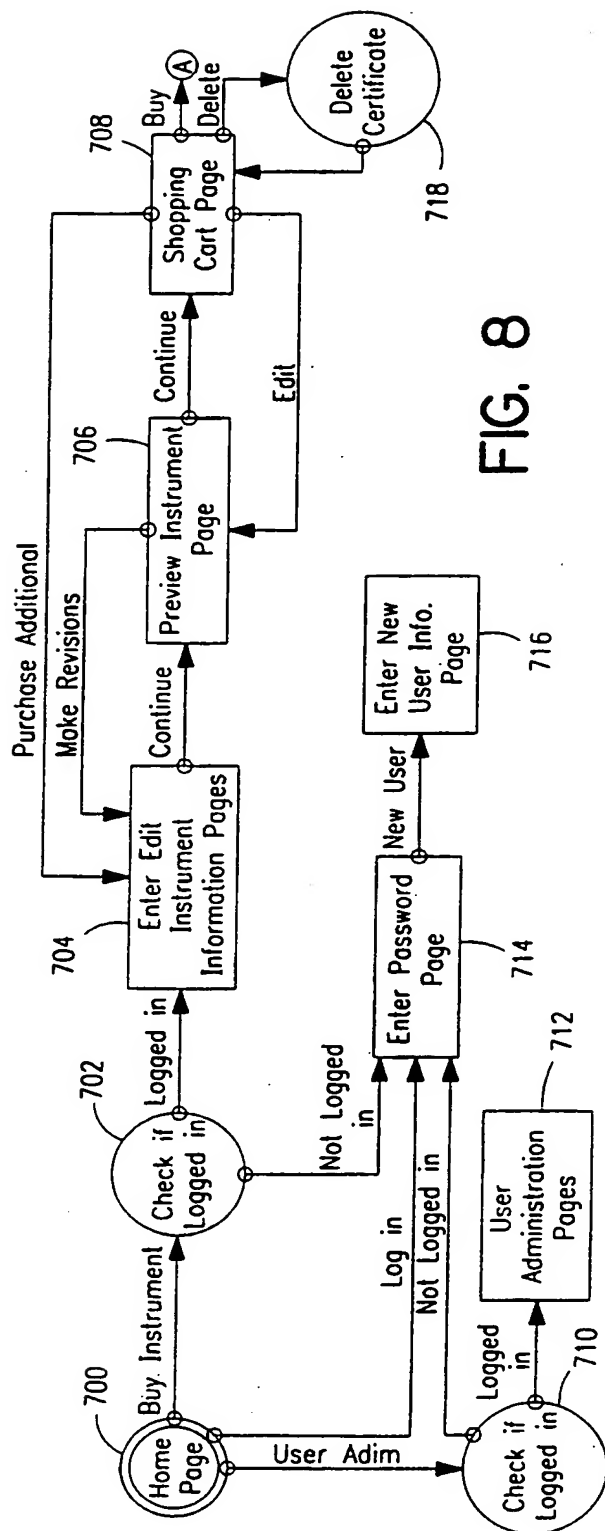 700
Home
Page
Buy Instrument
User Adim
702
Check if
Logged in
Logged in
Not Logged
in
Log in
Not Logged in
704
Enter Edit
Instrument
Information Pages
Purchase Additional
Make Revisions
Continue
706
Preview Instrument
Page
Continue
Edit
708
Shopping
Cart Page
Buy
A
Delete
Delete
Certificate
718
Check if
Logged in
710
Logged
in
User
Administration
Pages
712
Enter Password
Page
714
New User
Enter New
User Info.
Page
716
FIG. 8